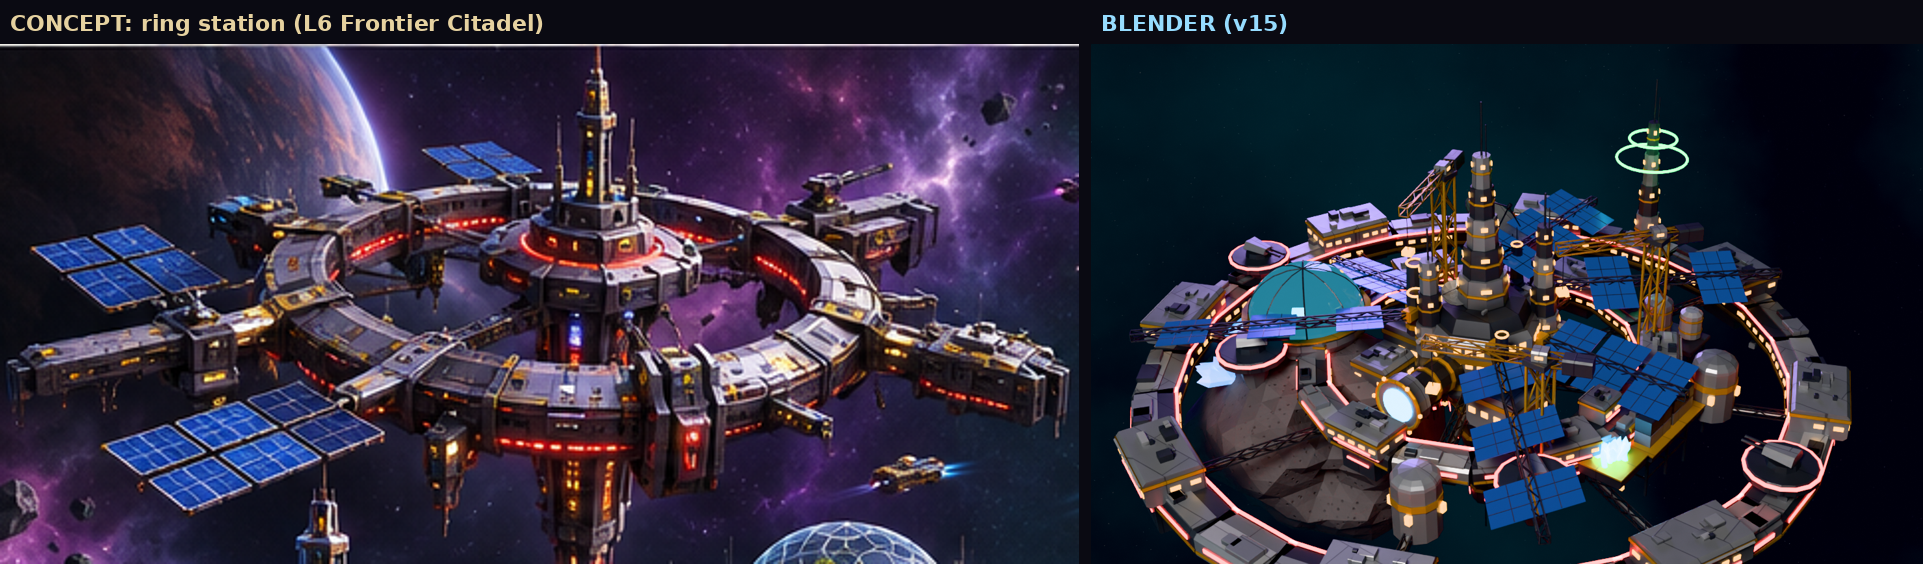 CONCEPT: ring station (L6 Frontier Citadel)
BLENDER (v15)